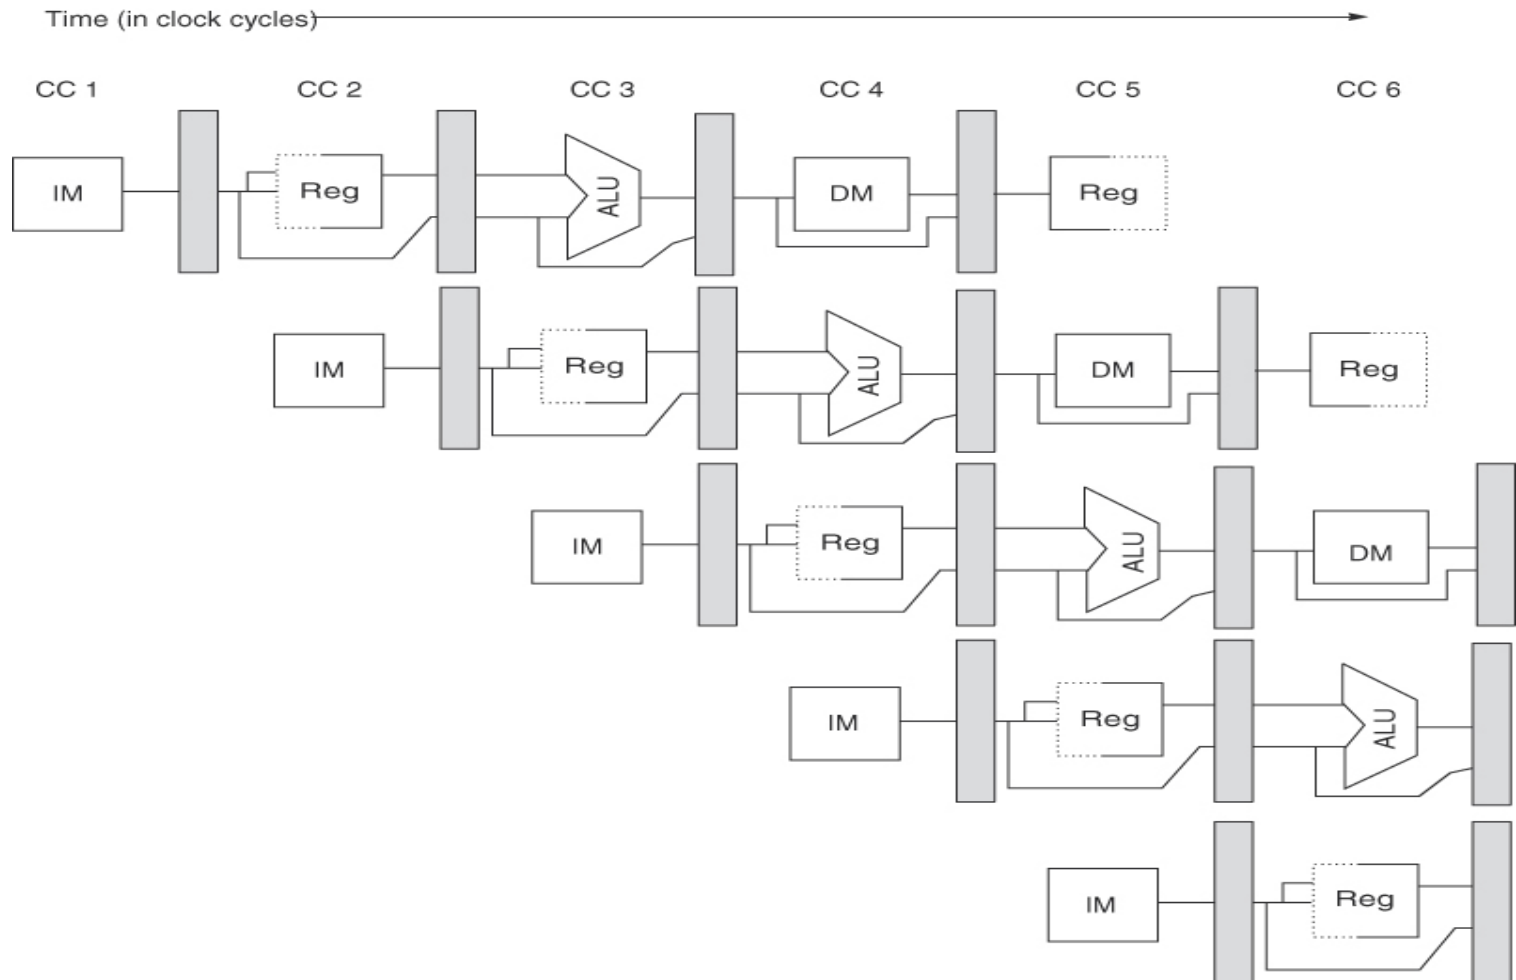 Time (in clock cycles)
CC 1 CC 2 CC 3 CC 4 CC 5 CC 6
IM Reg ALU DM Reg
IM Reg ALU DM Reg
IM Reg ALU DM
IM Reg ALU
IM Reg